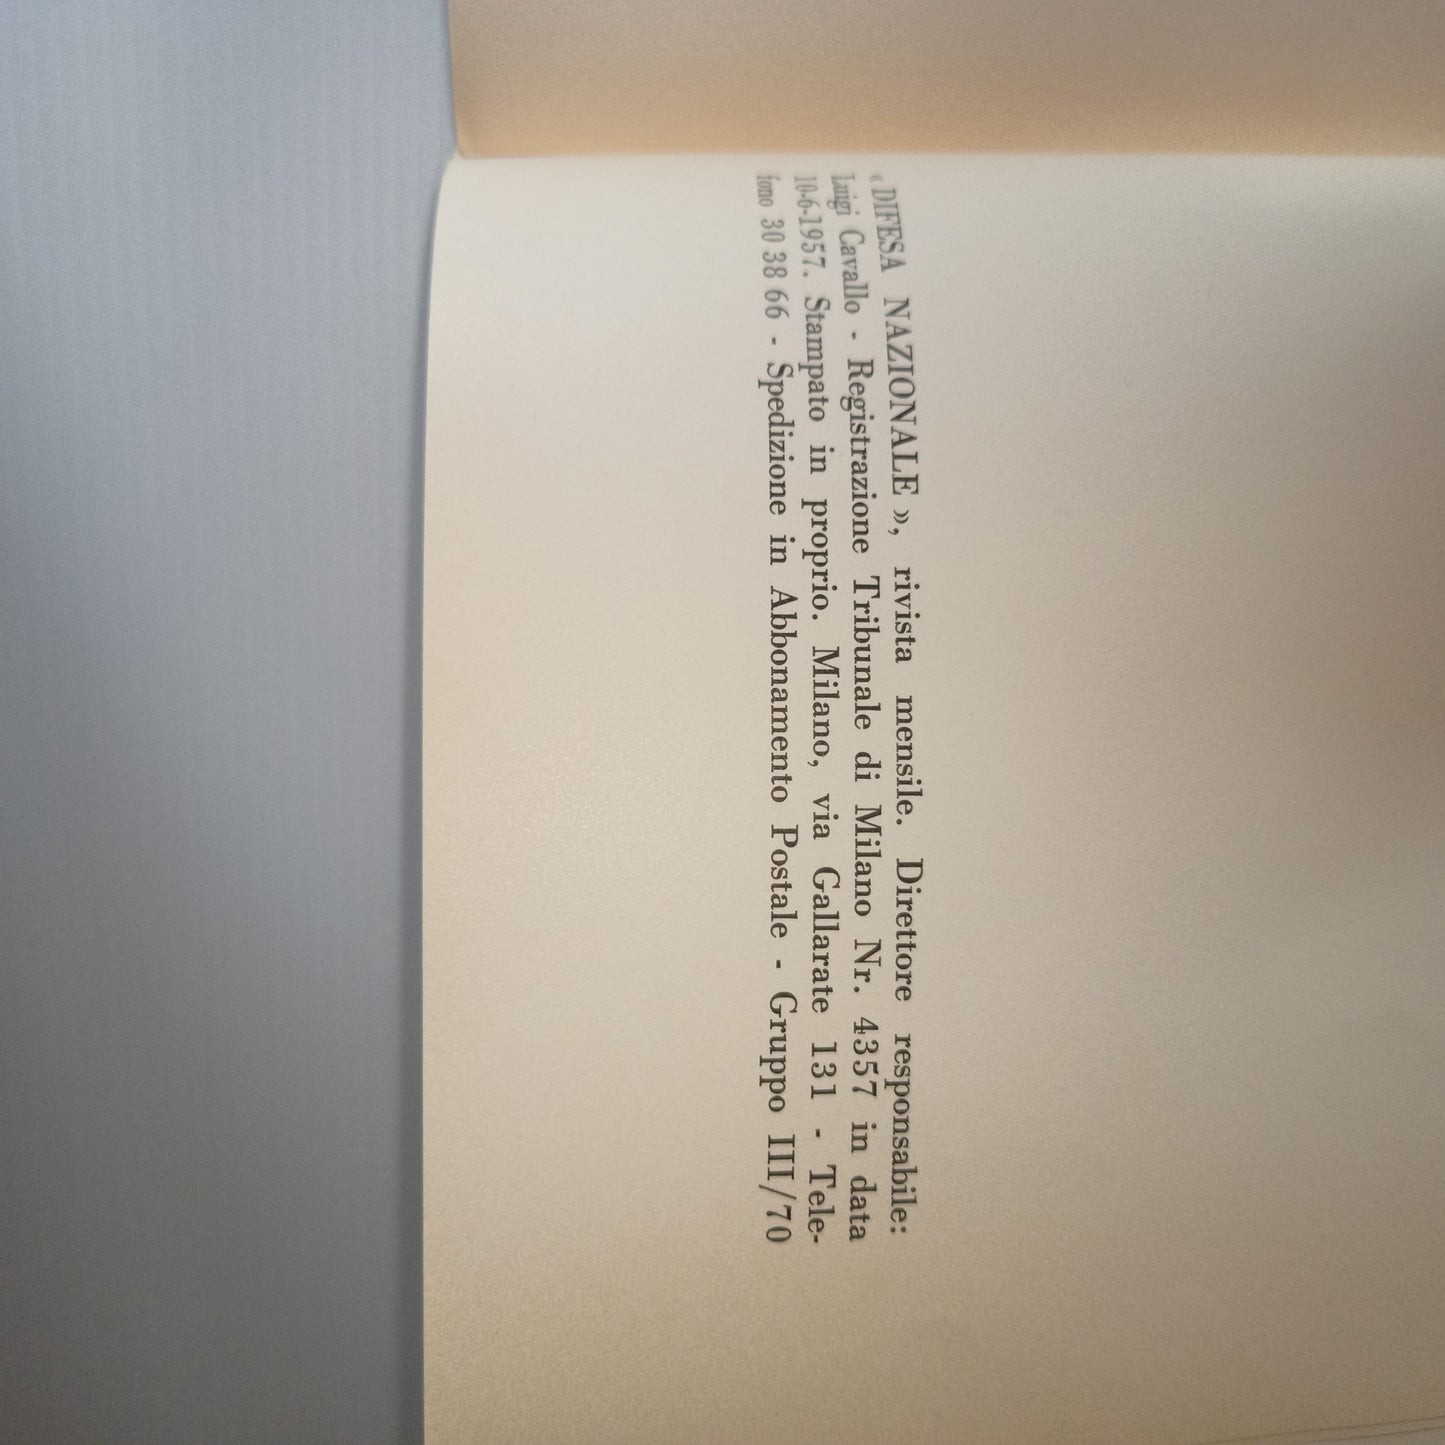 « DIFESA NAZIONALE », rivista mensile. Direttore responsabile:
Luigi Cavallo - Registrazione Tribunale di Milano Nr. 4357 in data
10-6-1957. Stampato in proprio. Milano, via Gallarate 131 - Tele-
fono 30 38 66 - Spedizione in Abbonamento Postale - Gruppo III/70